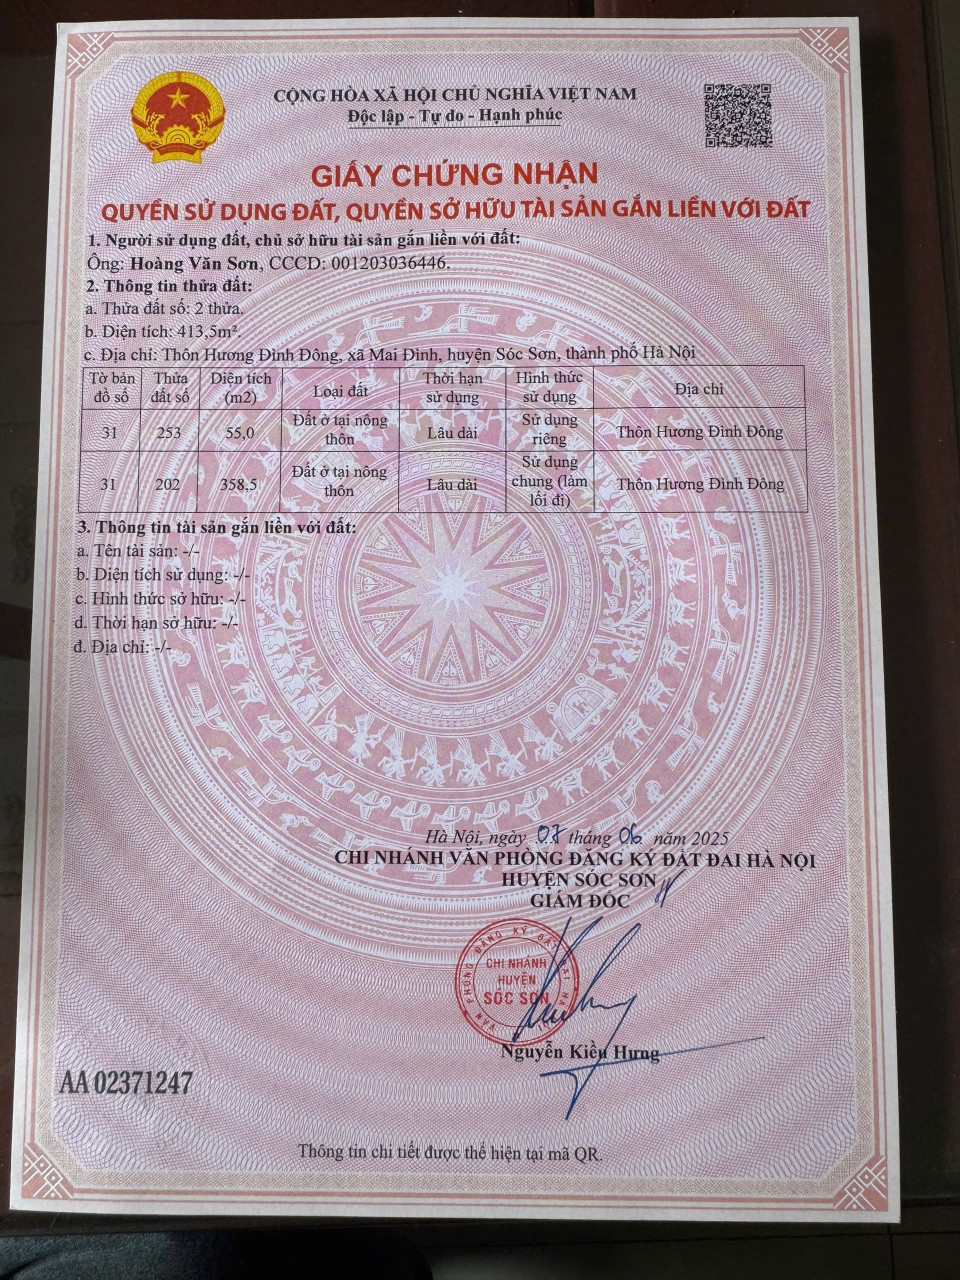 CỘNG HÒA XÃ HỘI CHỦ NGHĨA VIỆT NAM
Độc lập - Tự do - Hạnh phúc
GIẤY CHỨNG NHẬN
QUYỀN SỬ DỤNG ĐẤT, QUYỀN SỞ HỮU TÀI SẢN GẮN LIỀN VỚI ĐẤT
1. Người sử dụng đất, chủ sở hữu tài sản gắn liền với đất:
Ông: Hoàng Văn Sơn, CCCD: 001203036446.
2. Thông tin thửa đất:
a. Thửa đất số: 2 thửa.
b. Diện tích: 413,5m².
c. Địa chỉ: Thôn Hương Đình Đông, xã Mai Đình, huyện Sóc Sơn, thành phố Hà Nội
Tờ bản đồ số Thửa đất số Diện tích (m2) Loại đất Thời hạn sử dụng Hình thức sử dụng Địa chỉ
31 253 55,0 Đất ở tại nông thôn Lâu dài Sử dụng riêng Thôn Hương Đình Đông
31 202 358,5 Đất ở tại nông thôn Lâu dài Sử dụng chung (làm lối đi) Thôn Hương Đình Đông
3. Thông tin tài sản gắn liền với đất:
a. Tên tài sản: -/-
b. Diện tích sử dụng: -/-
c. Hình thức sở hữu: -/-
d. Thời hạn sở hữu: -/-
đ. Địa chỉ: -/-
Hà Nội, ngày 07 tháng 06 năm 2025
CHI NHÁNH VĂN PHÒNG ĐĂNG KÝ ĐẤT ĐAI HÀ NỘI
HUYỆN SÓC SƠN
GIÁM ĐỐC
VĂN PHÒNG ĐĂNG KÝ ĐẤT ĐAI HÀ NỘI
CHI NHÁNH
HUYỆN
SÓC SƠN
Nguyễn Kiều Hưng
AA 02371247
Thông tin chi tiết được thể hiện tại mã QR.